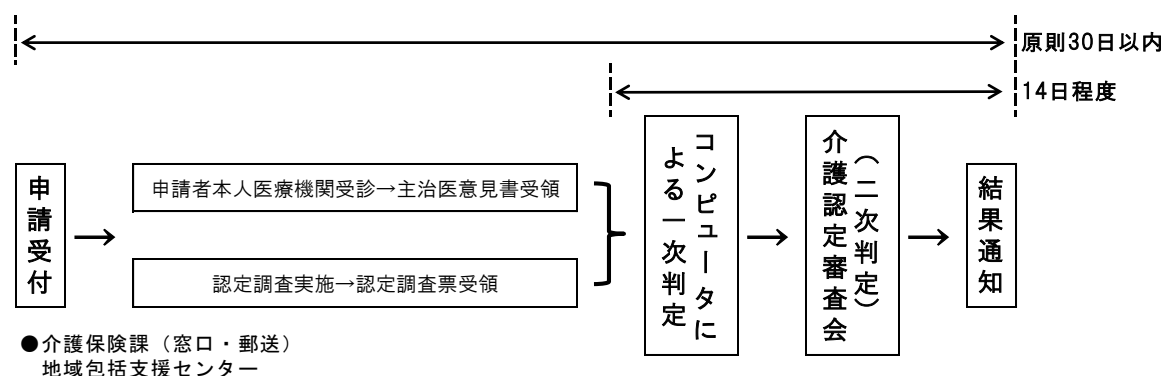 原則30日以内
14日程度
申請受付
→
申請者本人医療機関受診→主治医意見書受領
認定調査実施→認定調査票受領
コンピュータに
よる一次判定
→
(二次判定)
介護認定審査会
→
結果通知
●介護保険課（窓口・郵送）
地域包括支援センター